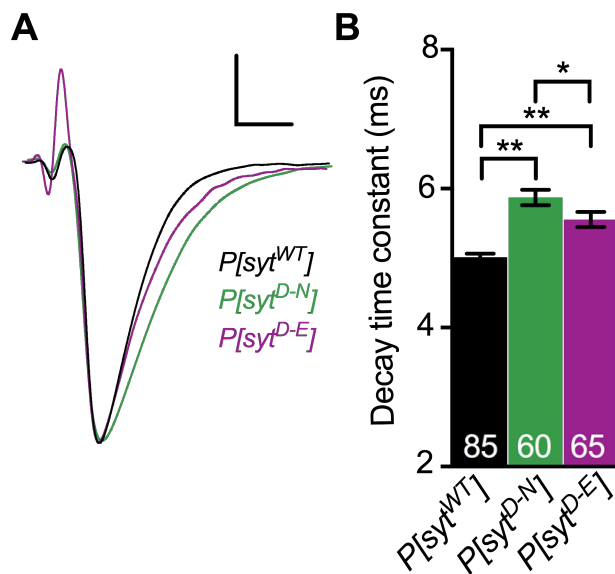 A
P[syt^WT]
P[syt^D-N]
P[syt^D-E]
B
Decay time constant (ms)
8
6
4
2
*
**
**
85 60 65
P[syt^WT]
P[syt^D-N]
P[syt^D-E]